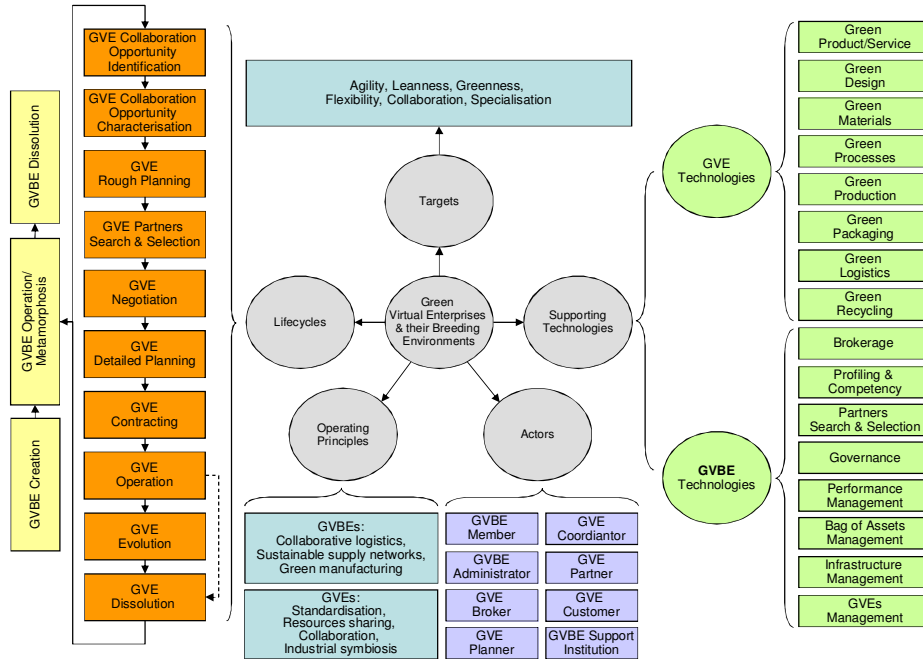 GVBE Dissolution
GVBE Operation/
Metamorphosis
GVBE Creation
GVE Collaboration
Opportunity
Identification
GVE Collaboration
Opportunity
Characterisation
GVE
Rough Planning
GVE Partners
Search & Selection
GVE
Negotiation
GVE
Detailed Planning
GVE
Contracting
GVE
Operation
GVE
Evolution
GVE
Dissolution
Agility, Leanness, Greenness,
Flexibility, Collaboration, Specialisation
Targets
Lifecycles
Green
Virtual Enterprises
& their Breeding
Environments
Supporting
Technologies
Operating
Principles
Actors
GVBEs:
Collaborative logistics,
Sustainable supply networks,
Green manufacturing
GVEs:
Standardisation,
Resources sharing,
Collaboration,
Industrial symbiosis
GVBE
Member
GVE
Coordiantor
GVBE
Administrator
GVE
Partner
GVE
Broker
GVE
Customer
GVE
Planner
GVBE Support
Institution
GVE
Technologies
GVBE
Technologies
Green
Product/Service
Green
Design
Green
Materials
Green
Processes
Green
Production
Green
Packaging
Green
Logistics
Green
Recycling
Brokerage
Profiling &
Competency
Partners
Search & Selection
Governance
Performance
Management
Bag of Assets
Management
Infrastructure
Management
GVEs
Management